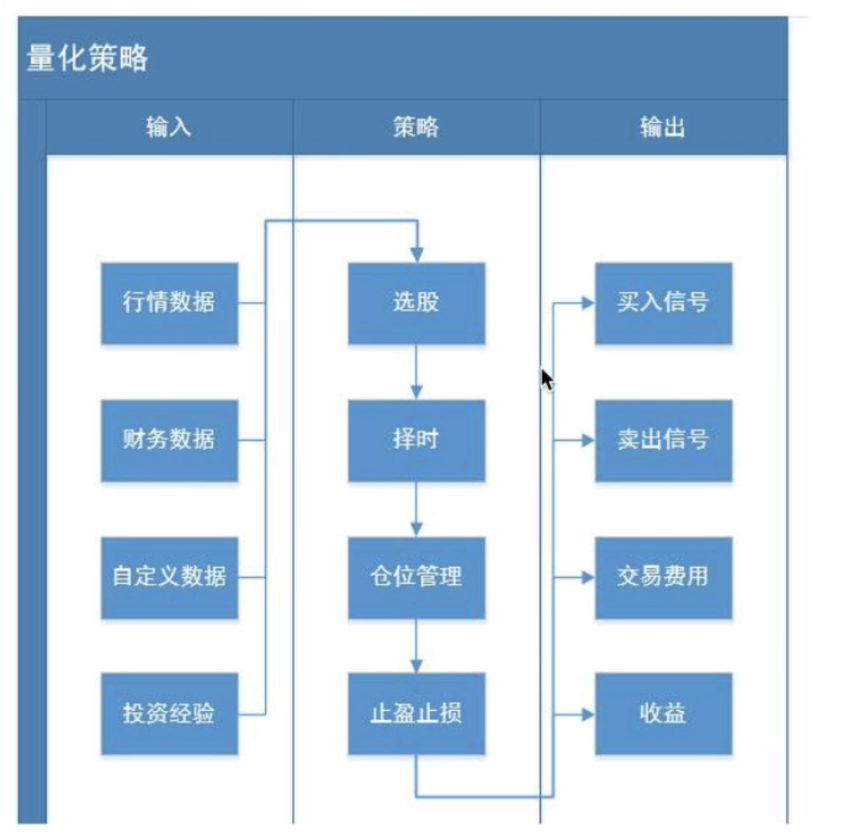 量化策略
输入
策略
输出
行情数据
选股
买入信号
财务数据
择时
卖出信号
自定义数据
仓位管理
交易费用
投资经验
止盈止损
收益